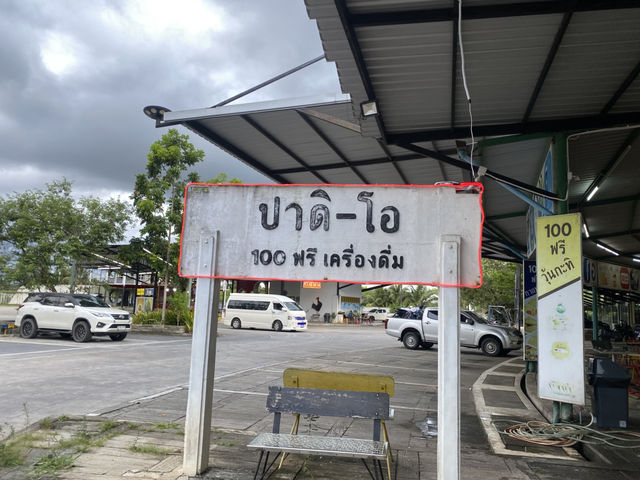 ปาดิ-โอ
100 ฟรี เครื่องดื่ม
100
ฟรี
วุ้นกะทิ